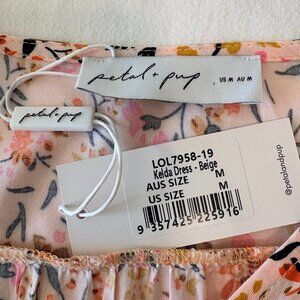 petal + pup
US M AU M
petal + pup
LOL7958-19
Kelda Dress - Beige
AUS SIZE M
US SIZE M
9 357425 225916
@petalandpup